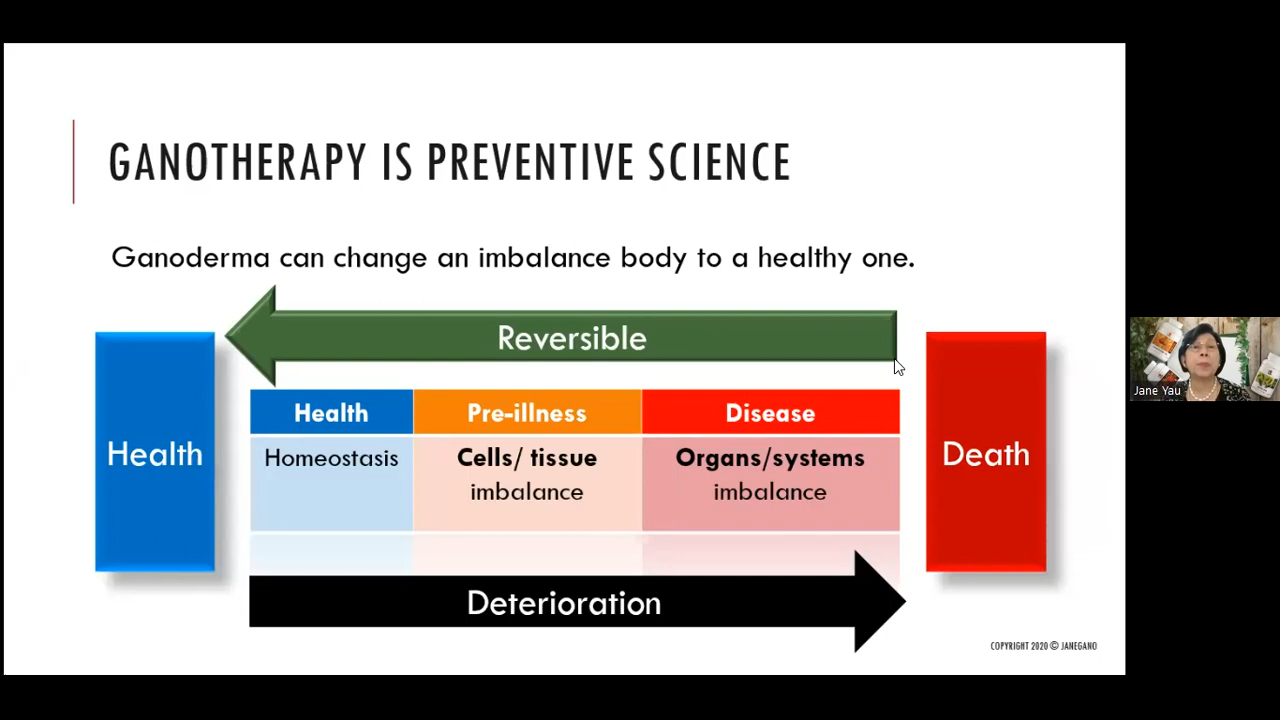 GANOTHERAPY IS PREVENTIVE SCIENCE
Ganoderma can change an imbalance body to a healthy one.
Reversible
Health
Health
Pre-illness
Disease
Homeostasis
Cells/ tissue
imbalance
Organs/systems
imbalance
Death
Deterioration
COPYRIGHT 2020 © JANEGANO
Jane Yau